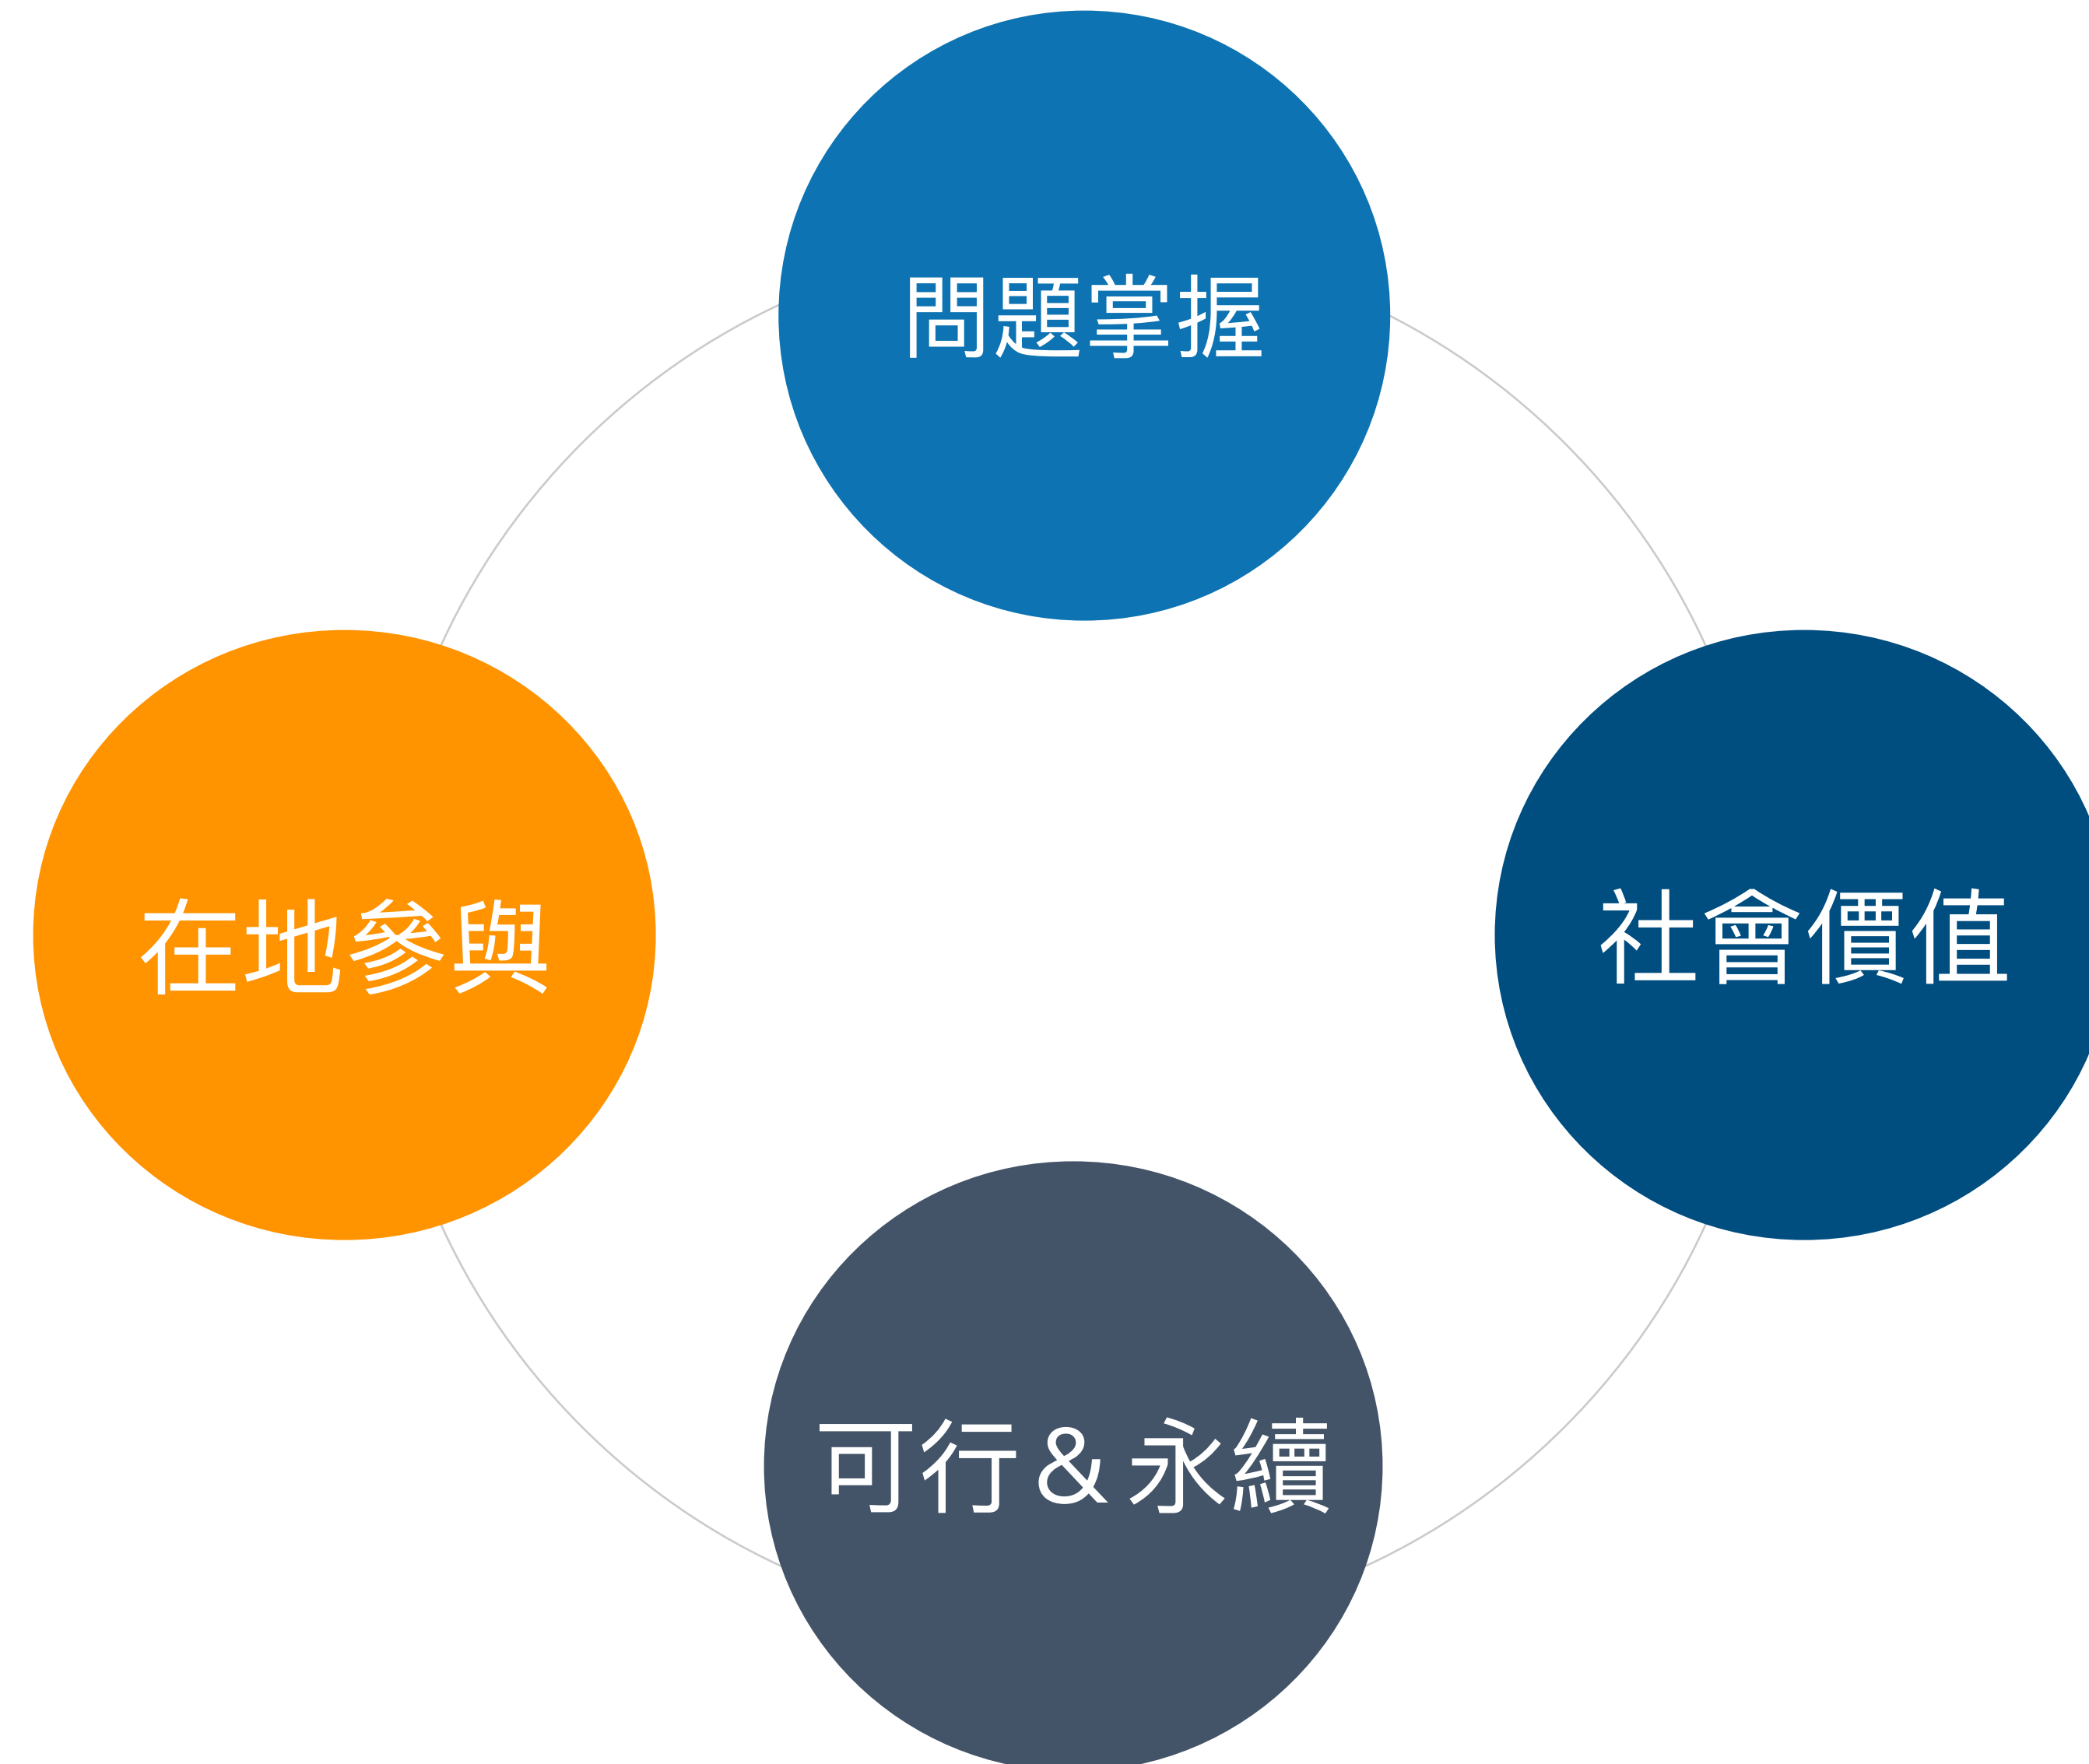 問題掌握
在地參與
社會價值
可行 & 永續